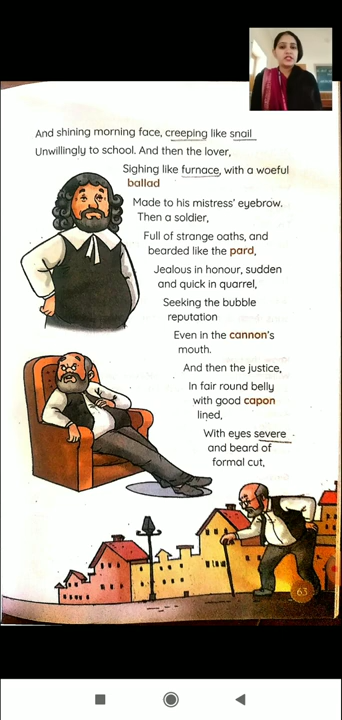 And shining morning face, creeping like snail
Unwillingly to school. And then the lover,
Sighing like furnace, with a woeful
ballad
Made to his mistress' eyebrow.
Then a soldier,
Full of strange oaths, and
bearded like the pard,
Jealous in honour, sudden
and quick in quarrel,
Seeking the bubble
reputation
Even in the cannon's
mouth.
And then the justice,
In fair round belly
with good capon
lined,
With eyes severe
and beard of
formal cut,
63